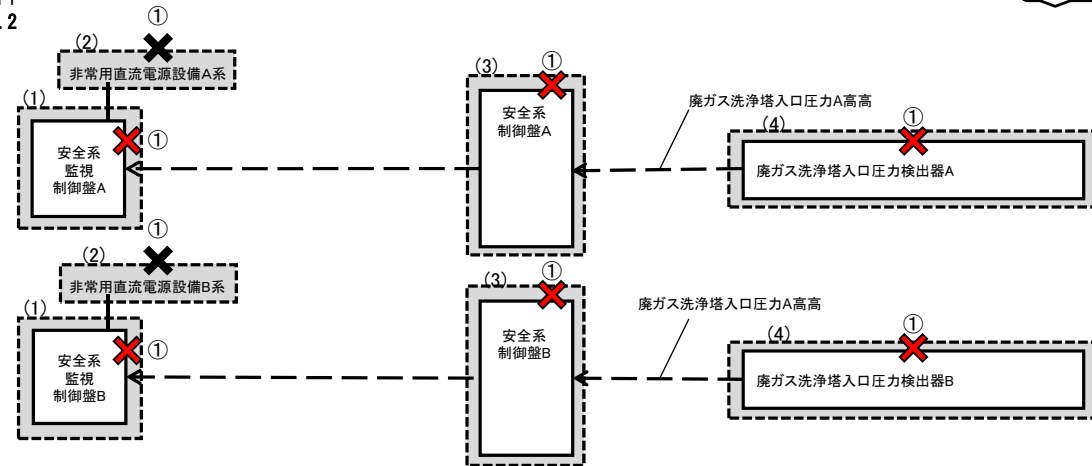 .2
①
(2)
非常用直流電源設備A系
(1)
①
安全系
監視
制御盤A
(3)
①
安全系
制御盤A
廃ガス洗浄塔入口圧力A高高
①
(4)
廃ガス洗浄塔入口圧力検出器A
①
(2)
非常用直流電源設備B系
(1)
①
安全系
監視
制御盤B
(3)
①
安全系
制御盤B
廃ガス洗浄塔入口圧力A高高
①
(4)
廃ガス洗浄塔入口圧力検出器B